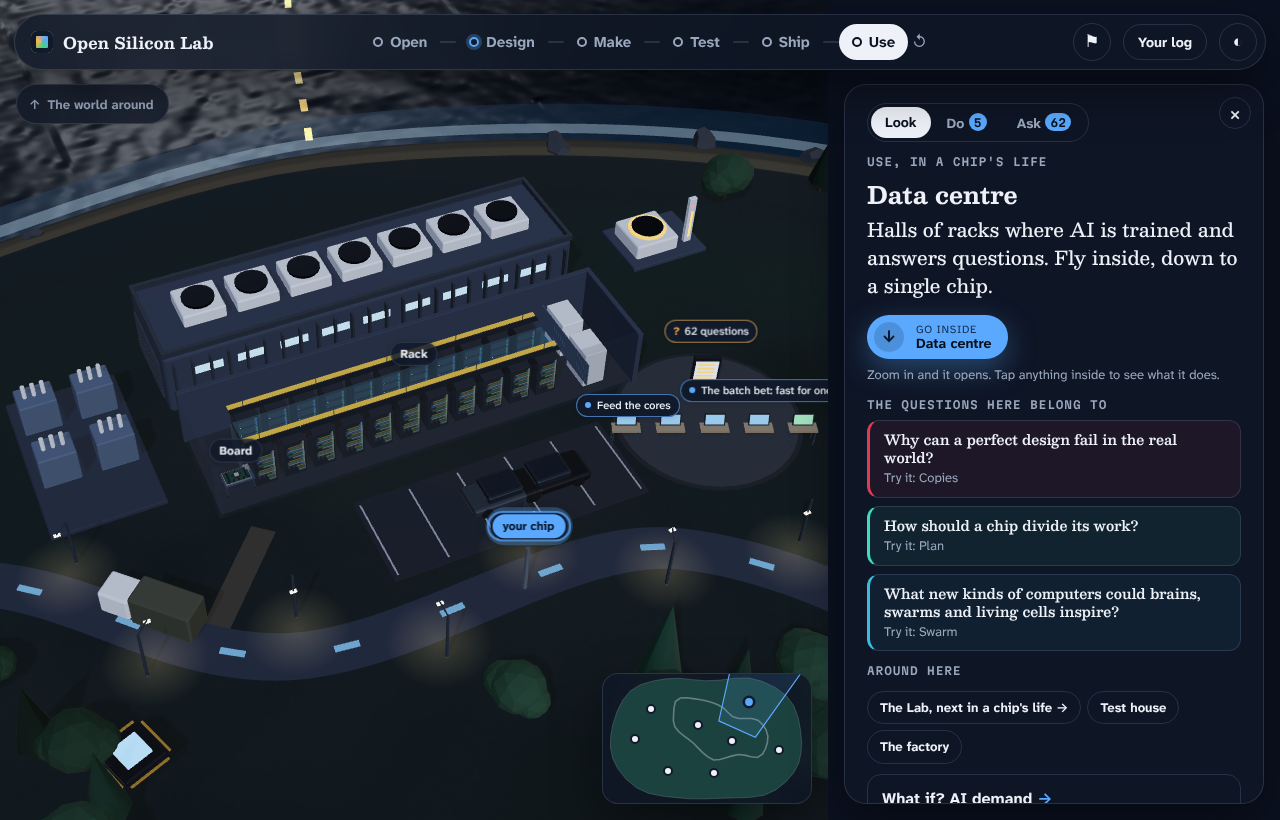 Open Silicon Lab
Open
Design
Make
Test
Ship
Use
Your log
The world around
Look
Do 5
Ask 62
USE, IN A CHIP'S LIFE
Data centre
Halls of racks where AI is trained and
answers questions. Fly inside, down to
a single chip.
GO INSIDE
Data centre
Zoom in and it opens. Tap anything inside to see what it does.
THE QUESTIONS HERE BELONG TO
Why can a perfect design fail in the real
world?
Try it: Copies
How should a chip divide its work?
Try it: Plan
What new kinds of computers could brains,
swarms and living cells inspire?
Try it: Swarm
AROUND HERE
The Lab, next in a chip's life →
Test house
The factory
What if? AI demand →
? 62 questions
Rack
The batch bet: fast for one
Feed the cores
Board
your chip